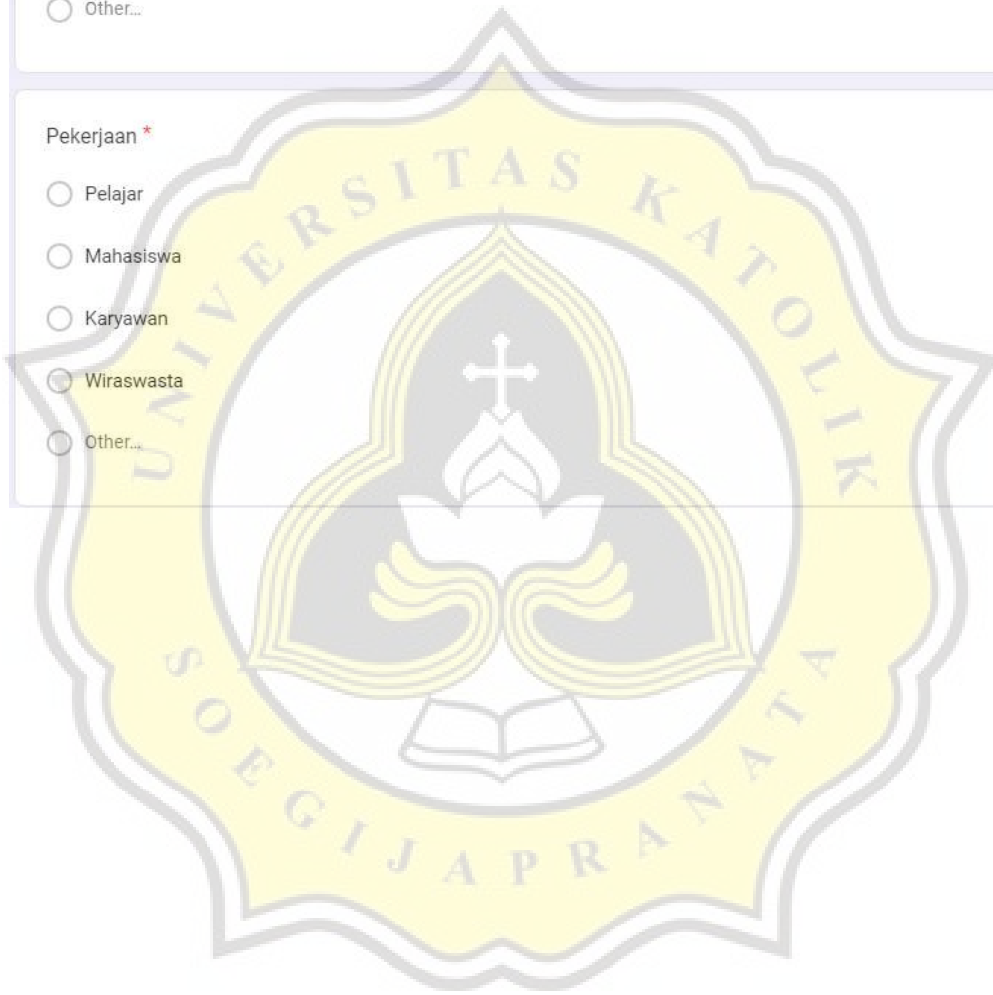 Other...
Pekerjaan *
Pelajar
Mahasiswa
Karyawan
Wiraswasta
Other...
UNIVERSITAS KATOLIK
SOEGIJAPRANATA